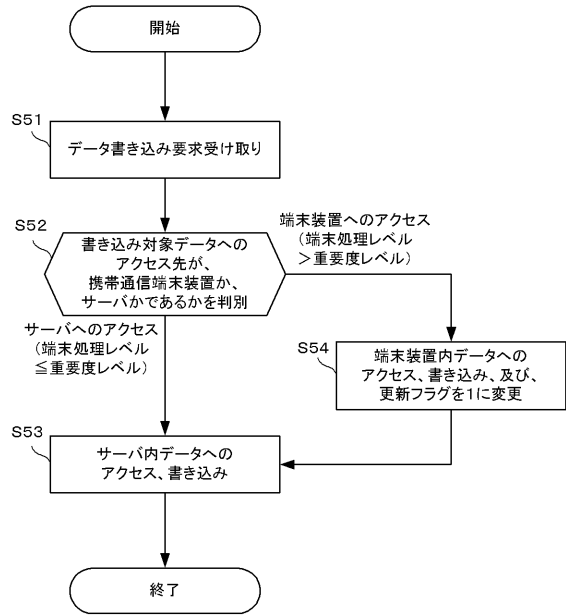 開始
S51
データ書き込み要求受け取り
S52
書き込み対象データへの
アクセス先が、
携帯通信端末装置か、
サーバかであるかを判別
端末装置へのアクセス
(端末処理レベル
>重要度レベル)
サーバへのアクセス
(端末処理レベル
≦重要度レベル)
S54
端末装置内データへの
アクセス、書き込み、及び、
更新フラグを1に変更
S53
サーバ内データへの
アクセス、書き込み
終了